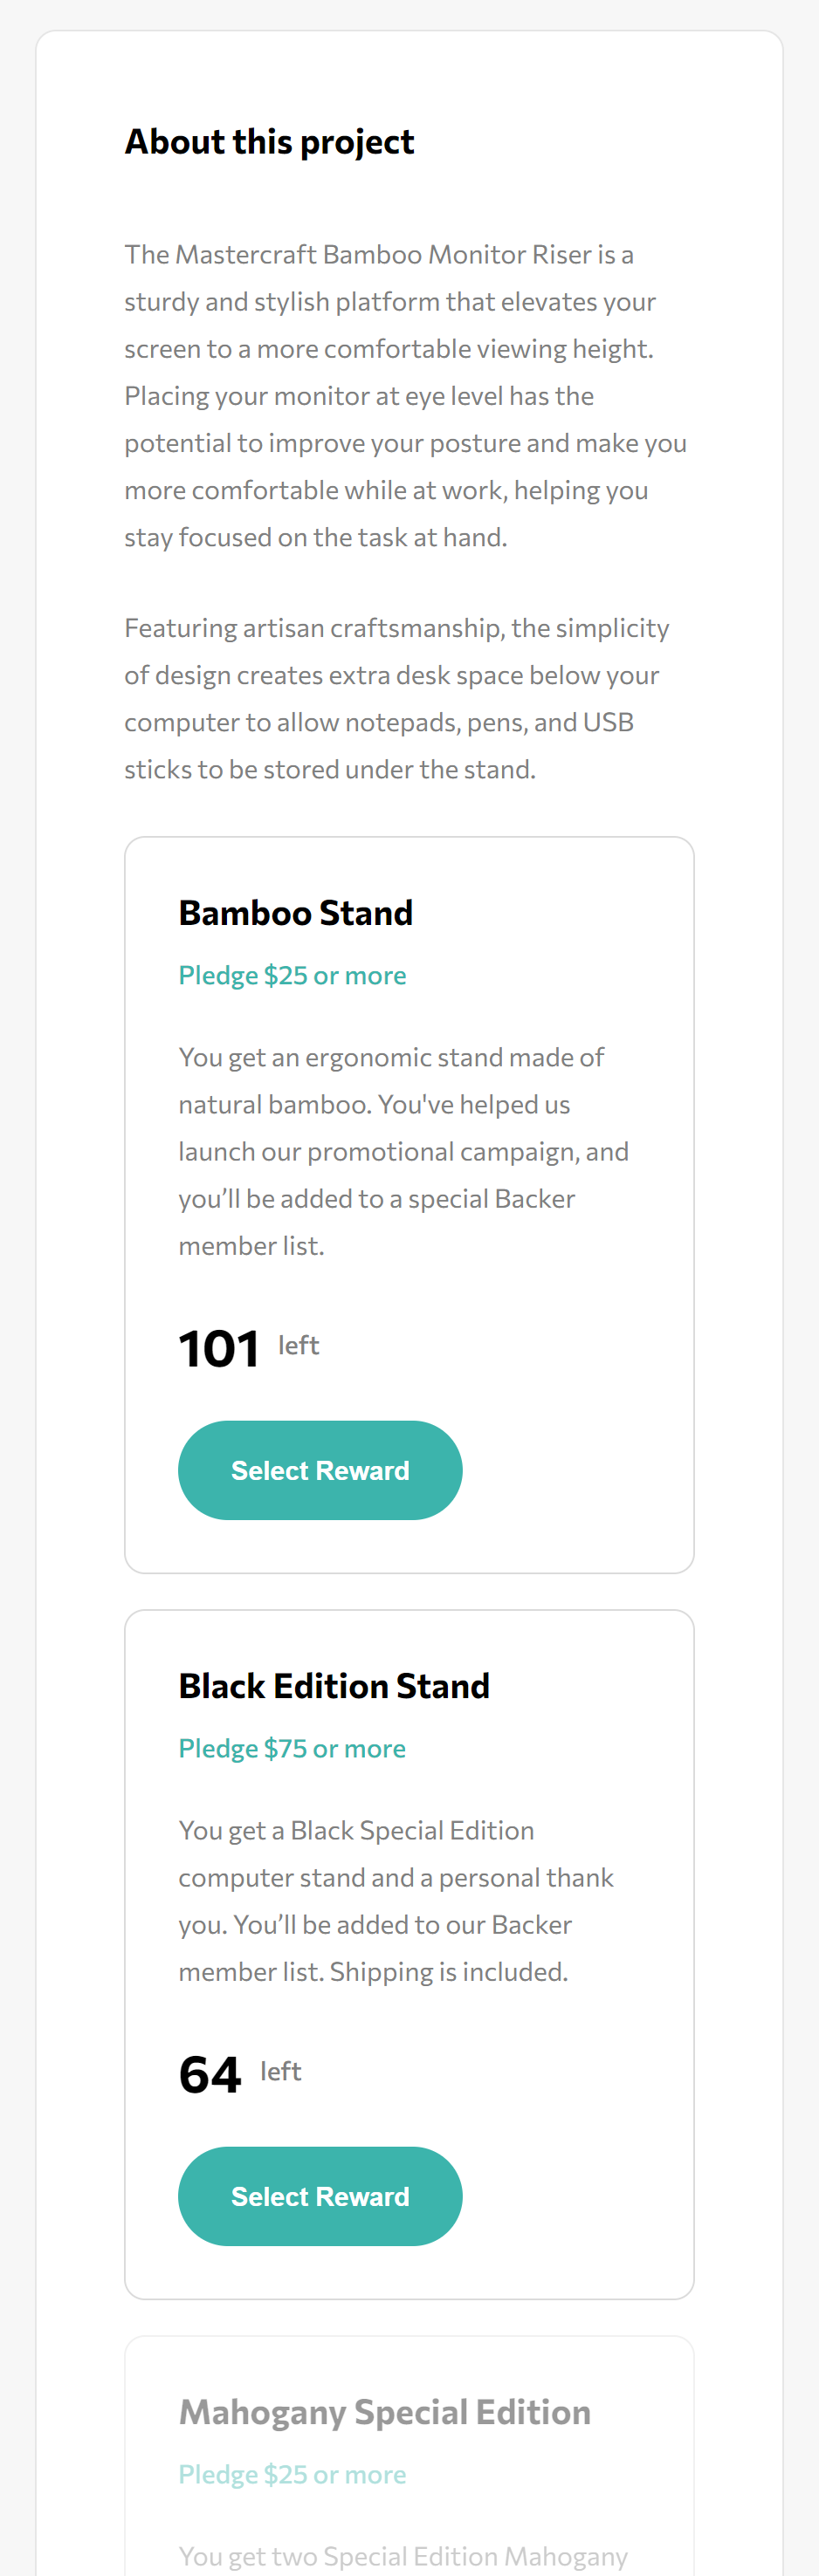 About this project
The Mastercraft Bamboo Monitor Riser is a
sturdy and stylish platform that elevates your
screen to a more comfortable viewing height.
Placing your monitor at eye level has the
potential to improve your posture and make you
more comfortable while at work, helping you
stay focused on the task at hand.
Featuring artisan craftsmanship, the simplicity
of design creates extra desk space below your
computer to allow notepads, pens, and USB
sticks to be stored under the stand.
Bamboo Stand
Pledge $25 or more
You get an ergonomic stand made of
natural bamboo. You've helped us
launch our promotional campaign, and
you’ll be added to a special Backer
member list.
101 left
Select Reward
Black Edition Stand
Pledge $75 or more
You get a Black Special Edition
computer stand and a personal thank
you. You’ll be added to our Backer
member list. Shipping is included.
64 left
Select Reward
Mahogany Special Edition
Pledge $25 or more
You get two Special Edition Mahogany